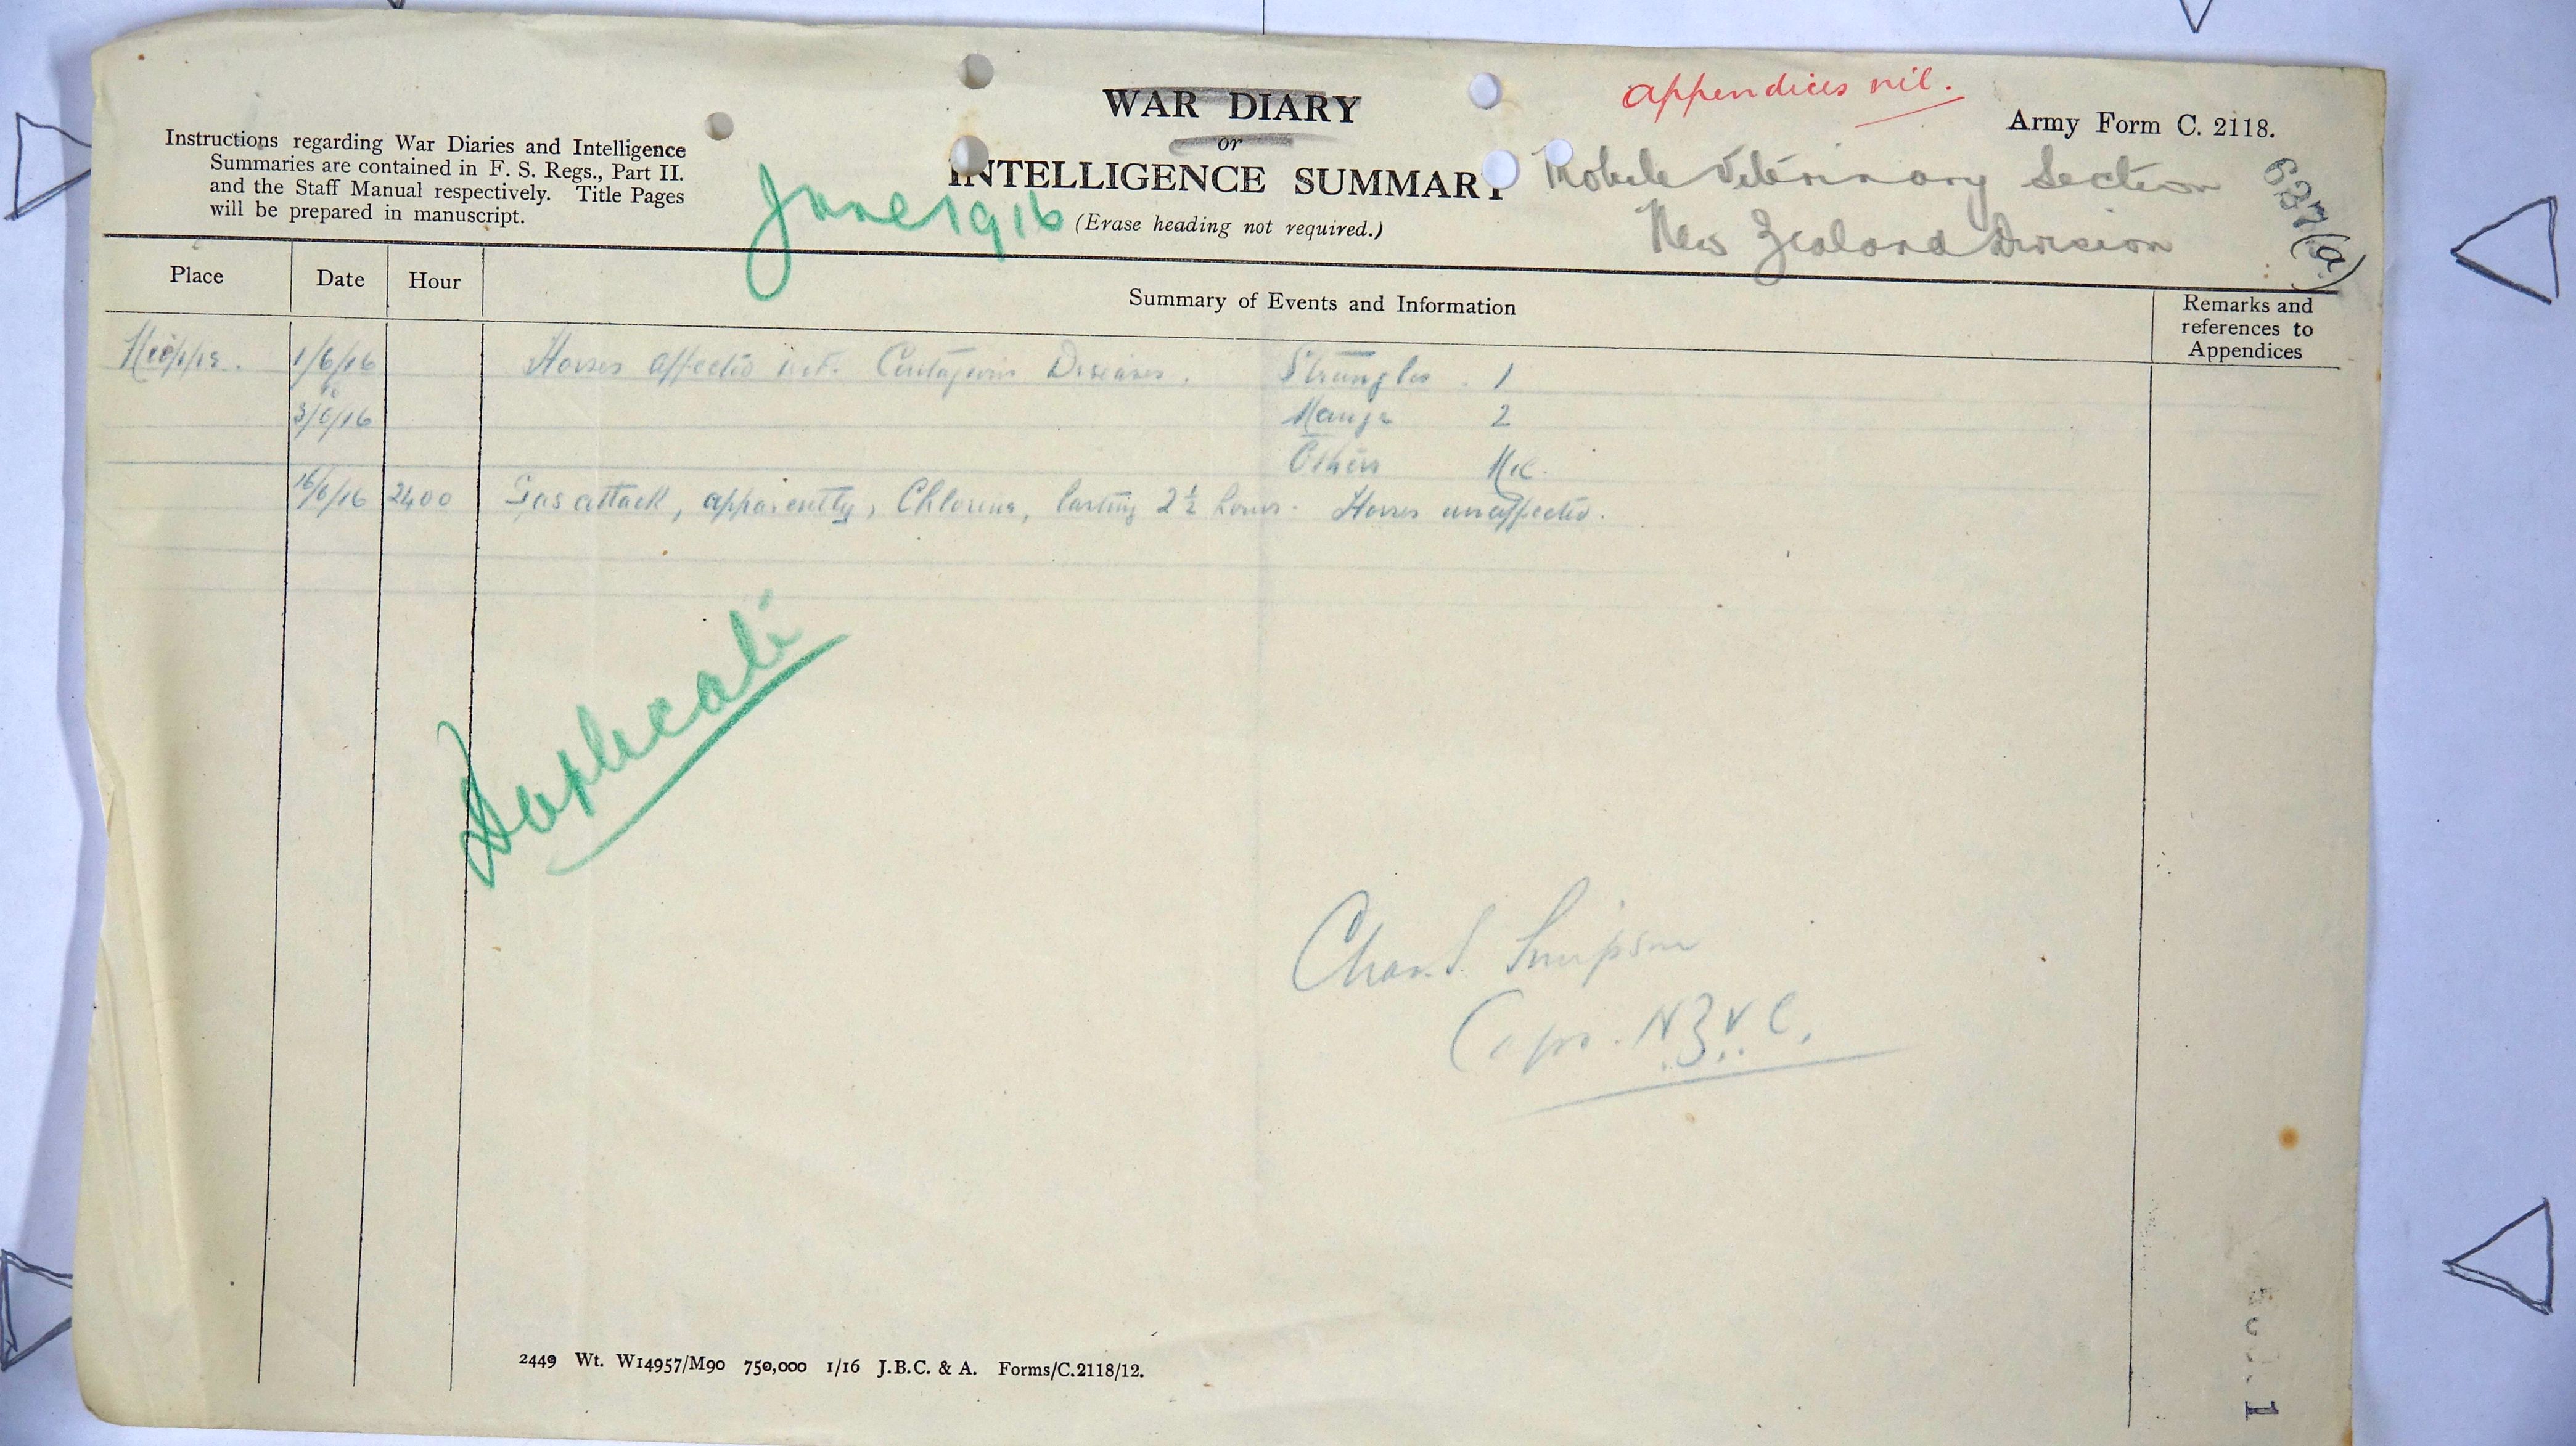 appendices nil.
WAR DIARY
or
INTELLIGENCE SUMMARY
(Erase heading not required.)
Army Form C. 2118.
Instructions regarding War Diaries and Intelligence
Summaries are contained in F. S. Regs., Part II.
and the Staff Manual respectively. Title Pages
will be prepared in manuscript.
June 1916
Mobile Veterinary Section
New Zealand Division
637(a)
Place Date Hour Summary of Events and Information Remarks and references to Appendices
Nieppe. 1/6/16 Horses affected with Contagious Diseases. Strangles. 1
to
3/6/16 Mange 2
Others Nil.
16/6/16 2400 Gas attack, apparently, Chlorine, lasting 2½ hours. Horses unaffected.
Duplicate
Chas. S. Simpson
Capt. N.Z.V.C.
2449 Wt. W14957/M90 750,000 1/16 J.B.C. & A. Forms/C.2118/12.